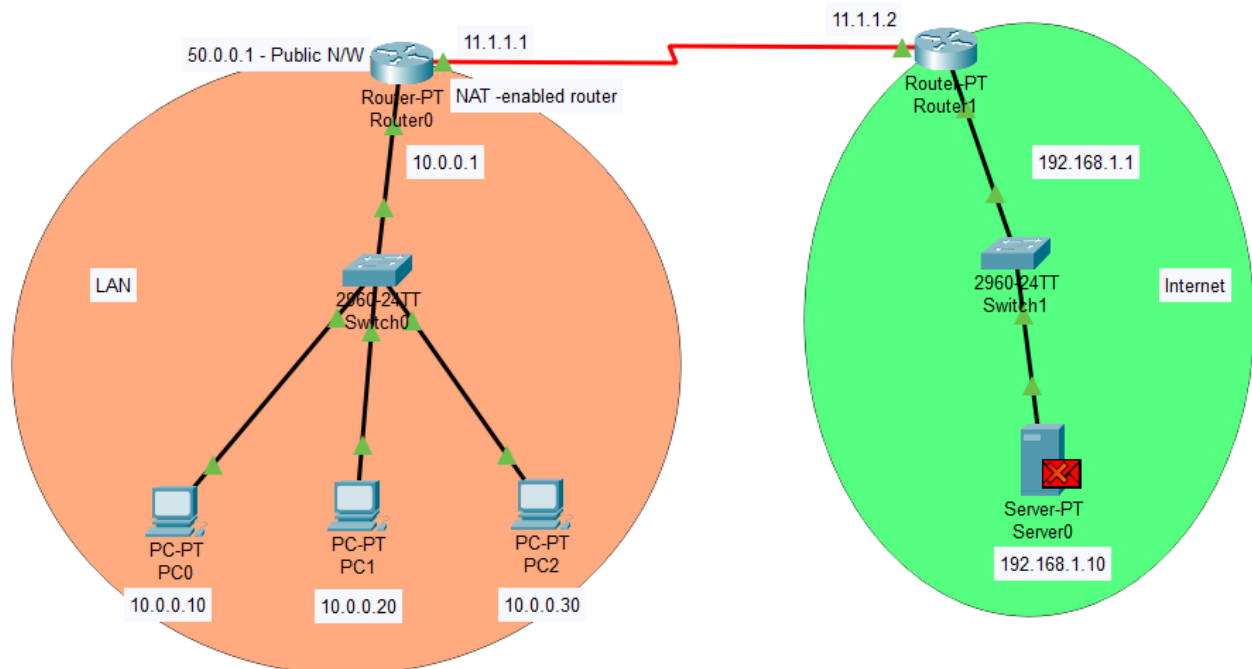 50.0.0.1 - Public N/W
11.1.1.1
Router-PT
Router0
NAT -enabled router
10.0.0.1
LAN
2960-24TT
Switch0
PC-PT
PC0
10.0.0.10
PC-PT
PC1
10.0.0.20
PC-PT
PC2
10.0.0.30
11.1.1.2
Router-PT
Router1
192.168.1.1
2960-24TT
Switch1
Internet
Server-PT
Server0
192.168.1.10